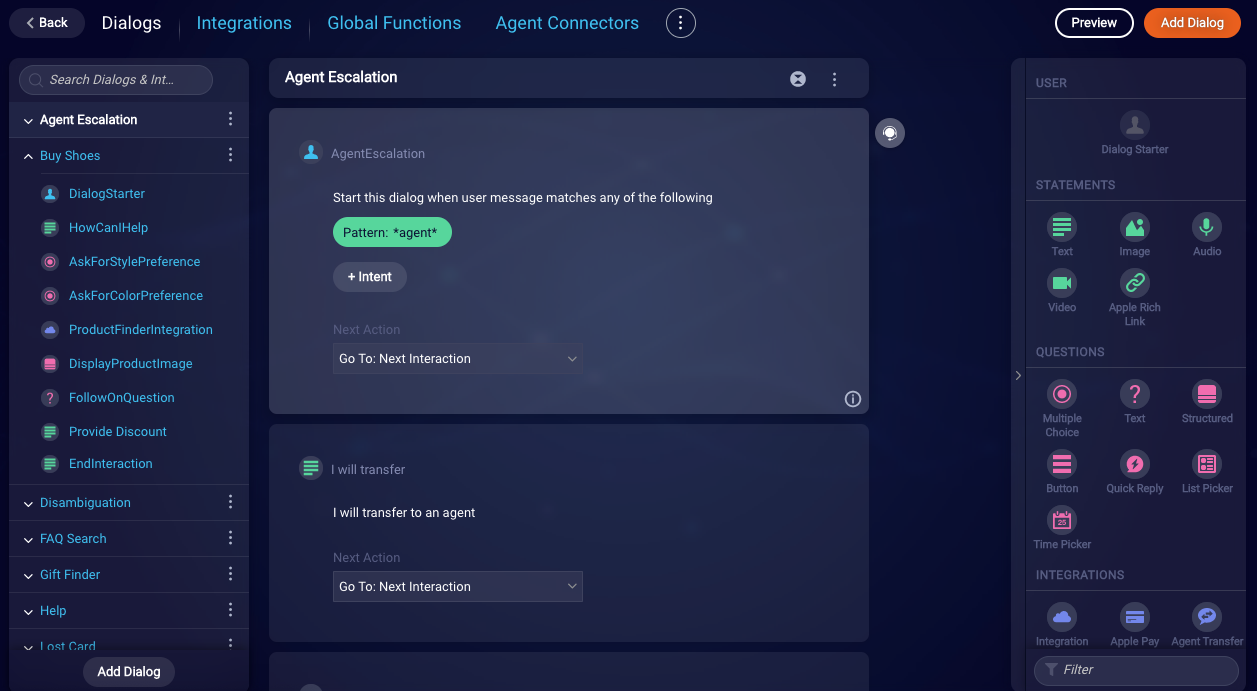 Back
Dialogs
Integrations
Global Functions
Agent Connectors
Preview
Add Dialog
Search Dialogs & Int...
Agent Escalation
Buy Shoes
DialogStarter
HowCanIHelp
AskForStylePreference
AskForColorPreference
ProductFinderIntegration
DisplayProductImage
FollowOnQuestion
Provide Discount
EndInteraction
Disambiguation
FAQ Search
Gift Finder
Help
Lost Card
Add Dialog
Agent Escalation
AgentEscalation
Start this dialog when user message matches any of the following
Pattern: *agent*
+ Intent
Next Action
Go To: Next Interaction
I will transfer
I will transfer to an agent
Next Action
Go To: Next Interaction
USER
Dialog Starter
STATEMENTS
Text
Image
Audio
Video
Apple Rich
Link
QUESTIONS
Multiple
Choice
?
Text
Structured
Button
Quick Reply
List Picker
25
Time Picker
INTEGRATIONS
Integration
Apple Pay
Agent Transfer
Filter